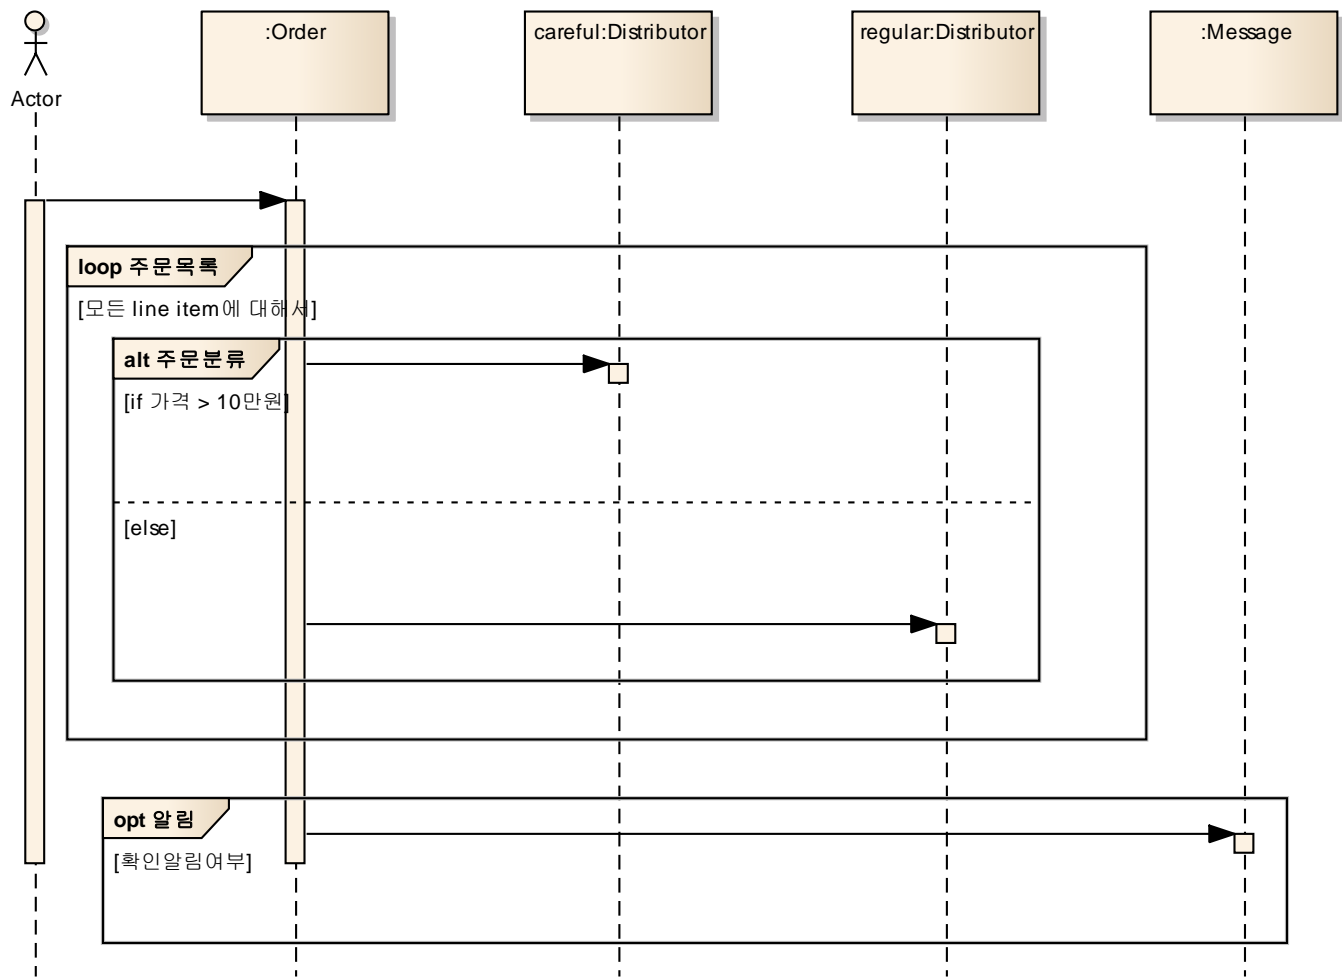 :Order
careful:Distributor
regular:Distributor
:Message
Actor
loop 주문목록
[모든 line item에 대해서]
alt 주문분류
[if 가격 > 10만원]
[else]
opt 알림
[확인알림여부]